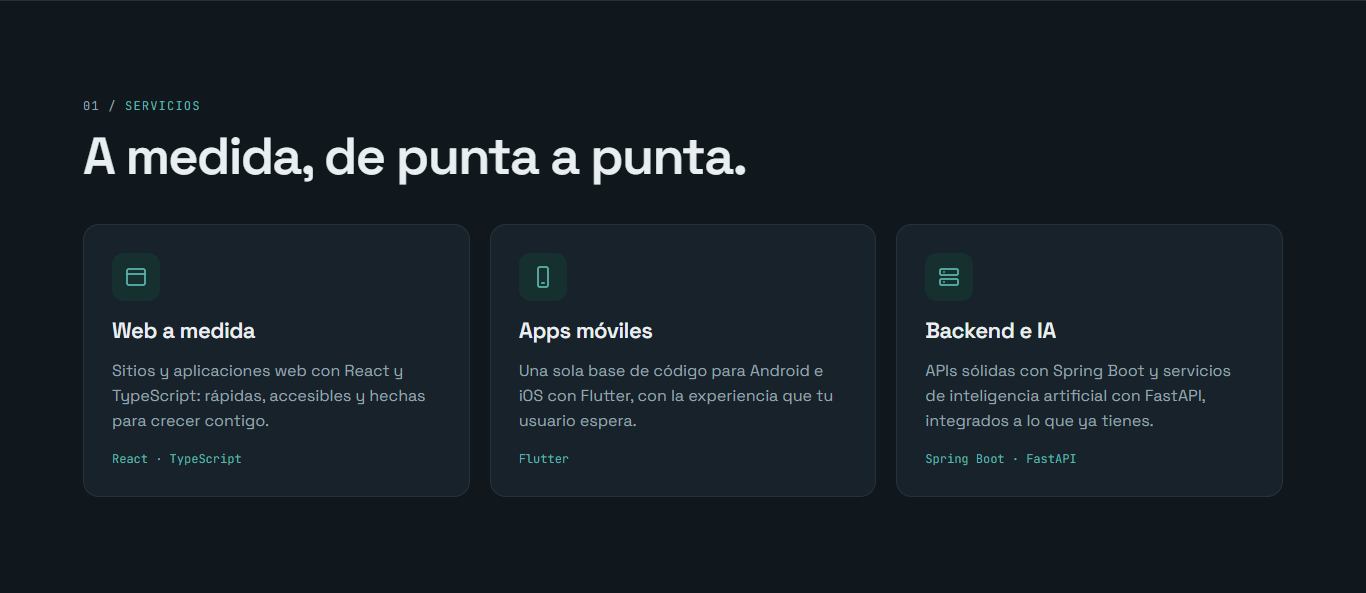 01 / SERVICIOS
A medida, de punta a punta.
Web a medida
Sitios y aplicaciones web con React y
TypeScript: rápidas, accesibles y hechas
para crecer contigo.
React · TypeScript
Apps móviles
Una sola base de código para Android e
iOS con Flutter, con la experiencia que tu
usuario espera.
Flutter
Backend e IA
APIs sólidas con Spring Boot y servicios
de inteligencia artificial con FastAPI,
integrados a lo que ya tienes.
Spring Boot · FastAPI